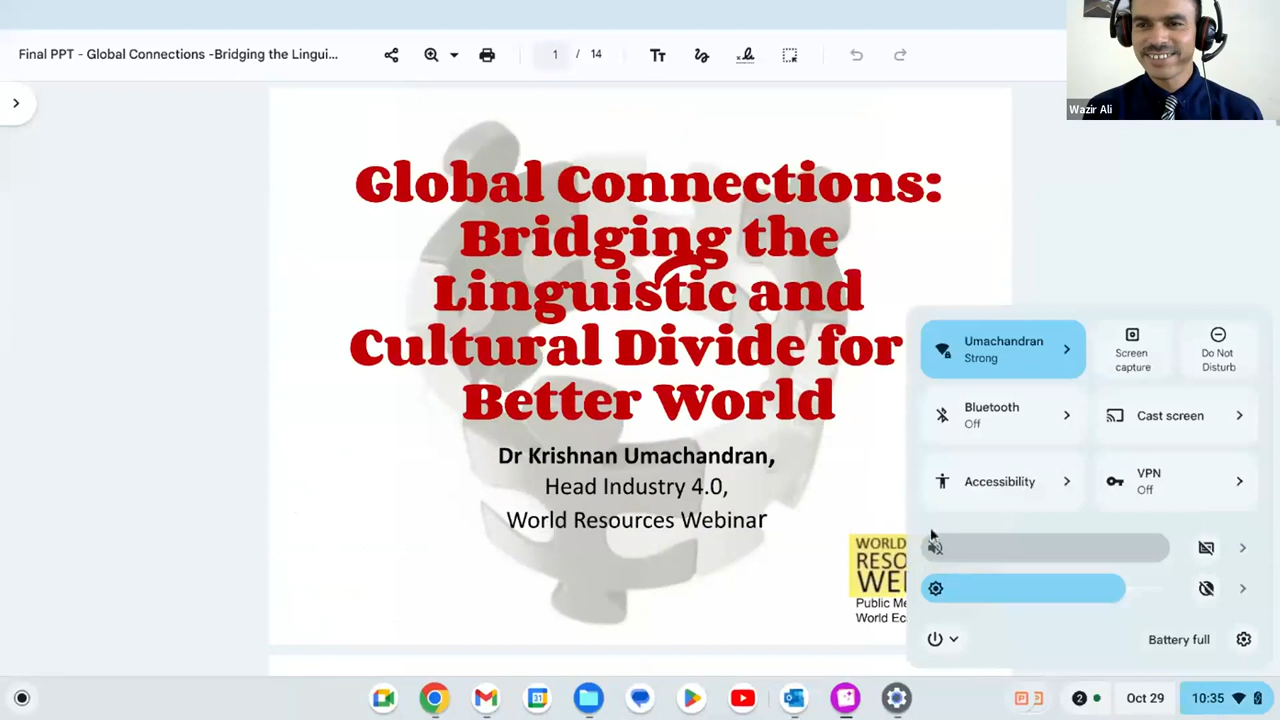 Final PPT - Global Connections -Bridging the Lingui...
1 / 14
Wazir Ali
Global Connections:
Bridging the
Linguistic and
Cultural Divide for
Better World
Dr Krishnan Umachandran,
Head Industry 4.0,
World Resources Webinar
WORLD
RESO
WE
Public Me
World Ec
Umachandran
Strong
Screen
capture
Do Not
Disturb
Bluetooth
Off
Cast screen
Accessibility
VPN
Off
Battery full
2
Oct 29
10:35